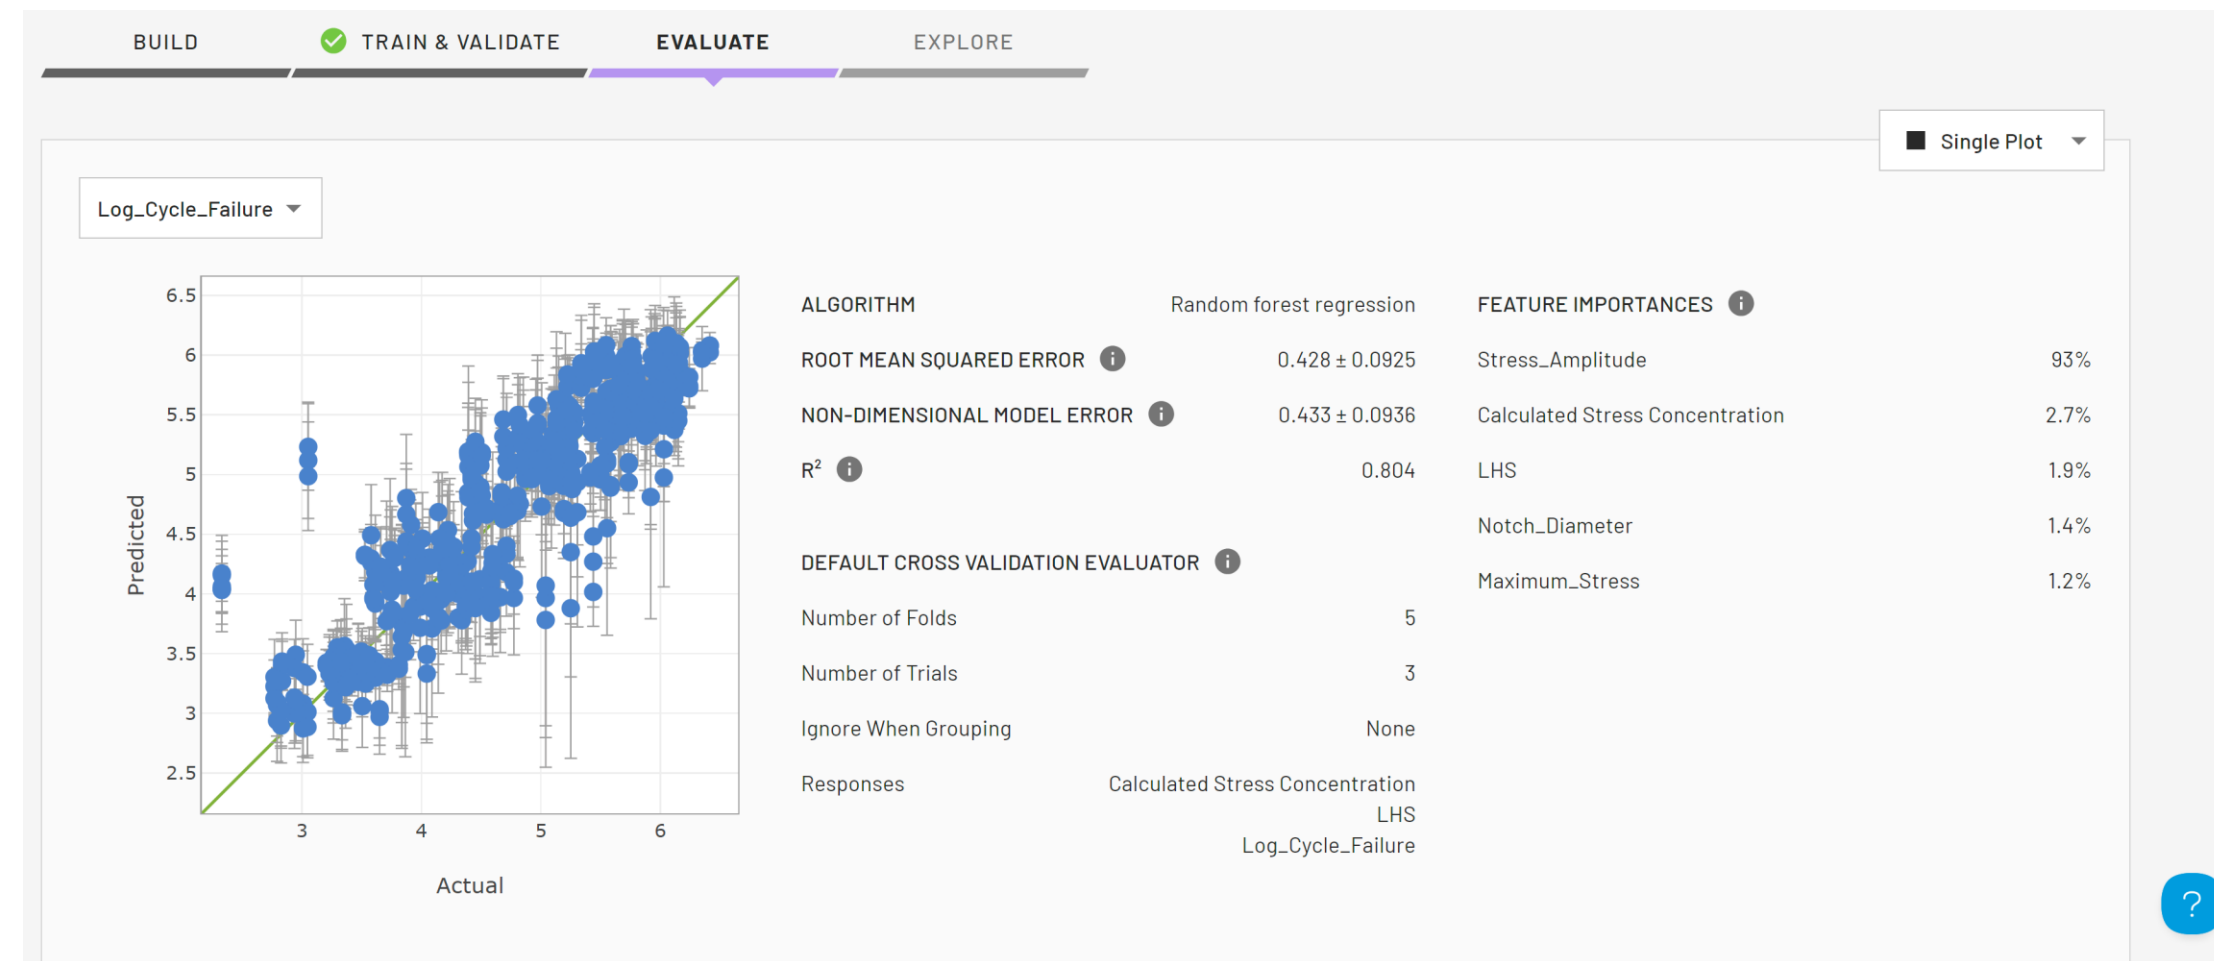 BUILD
TRAIN & VALIDATE
EVALUATE
EXPLORE
Single Plot
Log_Cycle_Failure
6.5
6
5.5
5
4.5
4
3.5
3
2.5
Predicted
3 4 5 6
Actual
ALGORITHM Random forest regression
ROOT MEAN SQUARED ERROR i 0.428 ± 0.0925
NON-DIMENSIONAL MODEL ERROR i 0.433 ± 0.0936
R² i 0.804
DEFAULT CROSS VALIDATION EVALUATOR i
Number of Folds 5
Number of Trials 3
Ignore When Grouping None
Responses Calculated Stress Concentration
LHS
Log_Cycle_Failure
FEATURE IMPORTANCES i
Stress_Amplitude 93%
Calculated Stress Concentration 2.7%
LHS 1.9%
Notch_Diameter 1.4%
Maximum_Stress 1.2%
?